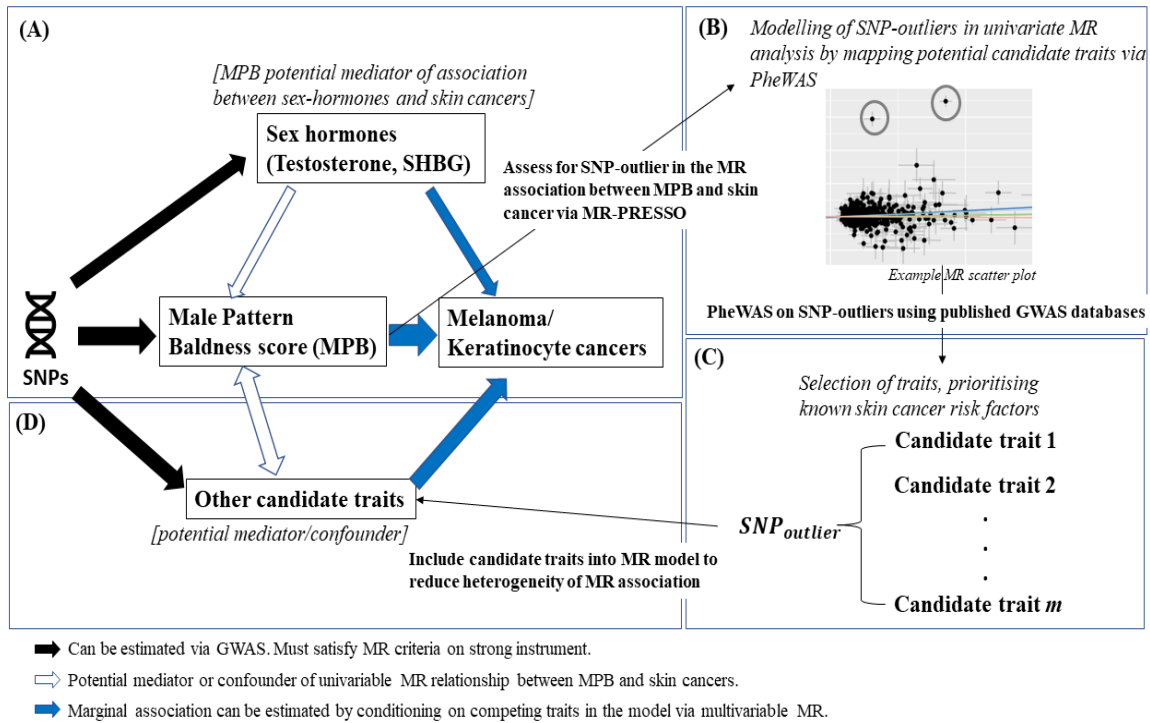 (A)
[MPB potential mediator of association
between sex-hormones and skin cancers]
Sex hormones
(Testosterone, SHBG)
Assess for SNP-outlier in the MR
association between MPB and skin
cancer via MR-PRESSO
SNPs
Male Pattern
Baldness score (MPB)
Melanoma/
Keratinocyte cancers
(B)
Modelling of SNP-outliers in univariate MR
analysis by mapping potential candidate traits via
PheWAS
Example MR scatter plot
PheWAS on SNP-outliers using published GWAS databases
(C)
Selection of traits, prioritising
known skin cancer risk factors
Candidate trait 1
Candidate trait 2
.
.
.
Candidate trait m
SNPoutlier
(D)
Other candidate traits
[potential mediator/confounder]
Include candidate traits into MR model to
reduce heterogeneity of MR association
Can be estimated via GWAS. Must satisfy MR criteria on strong instrument.
Potential mediator or confounder of univariable MR relationship between MPB and skin cancers.
Marginal association can be estimated by conditioning on competing traits in the model via multivariable MR.